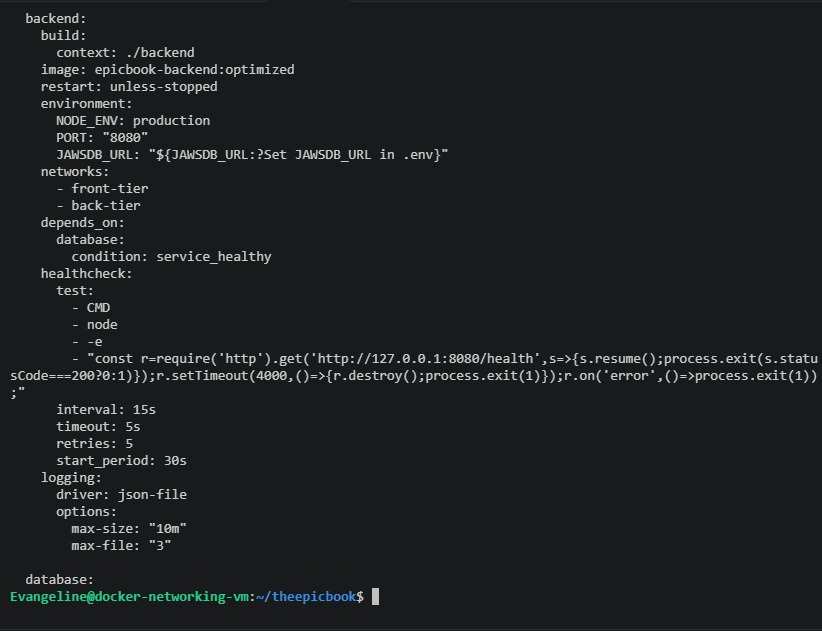 backend:
build:
context: ./backend
image: epicbook-backend:optimized
restart: unless-stopped
environment:
NODE_ENV: production
PORT: "8080"
JAWSDB_URL: "${JAWSDB_URL:?Set JAWSDB_URL in .env}"
networks:
- front-tier
- back-tier
depends_on:
database:
condition: service_healthy
healthcheck:
test:
- CMD
- node
- -e
- "const r=require('http').get('http://127.0.0.1:8080/health',s=>{s.resume();process.exit(s.statu
sCode===200?0:1)});r.setTimeout(4000,()=>{r.destroy();process.exit(1)});r.on('error',()=>process.exit(1))
;"
interval: 15s
timeout: 5s
retries: 5
start_period: 30s
logging:
driver: json-file
options:
max-size: "10m"
max-file: "3"
database:
Evangeline@docker-networking-vm:~/theepicbook$